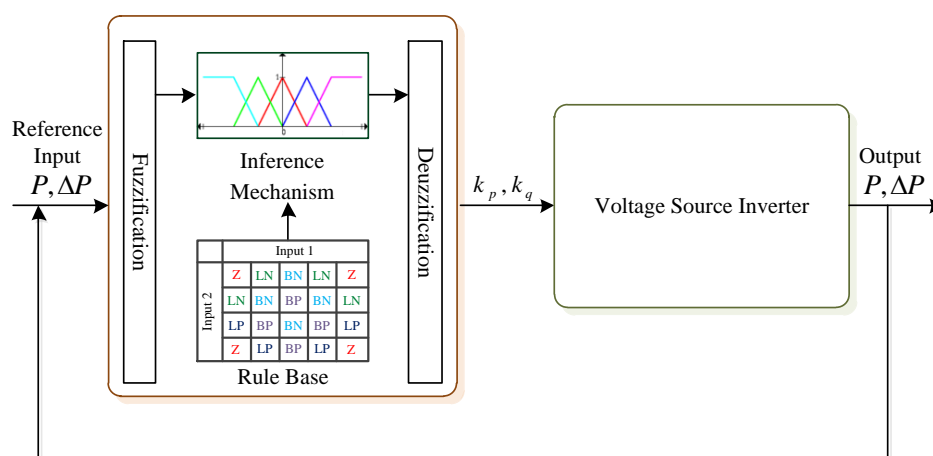 Reference
Input
P, ΔP
Fuzzification
1
0
Inference
Mechanism
Input 1
Input 2
Z LN BN LN Z
LN BN BP BN LN
LP BP BN BP LP
Z LP BP LP Z
Rule Base
Deuzzification
k_p, k_q
Voltage Source Inverter
Output
P, ΔP